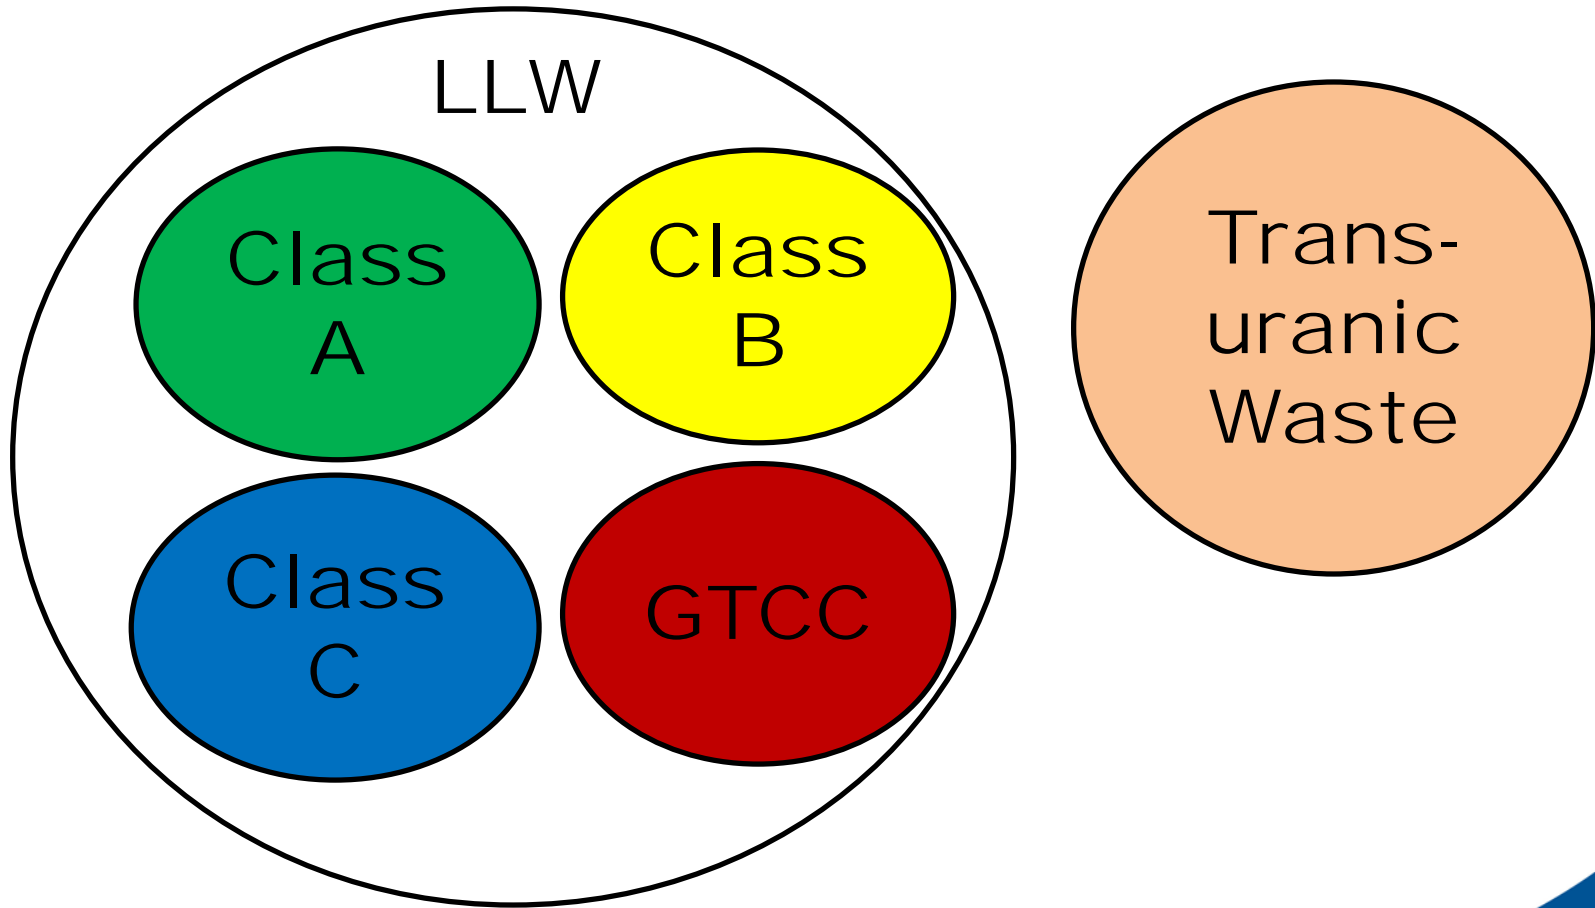 LLW
Class
A
Class
B
Class
C
GTCC
Trans-
uranic
Waste